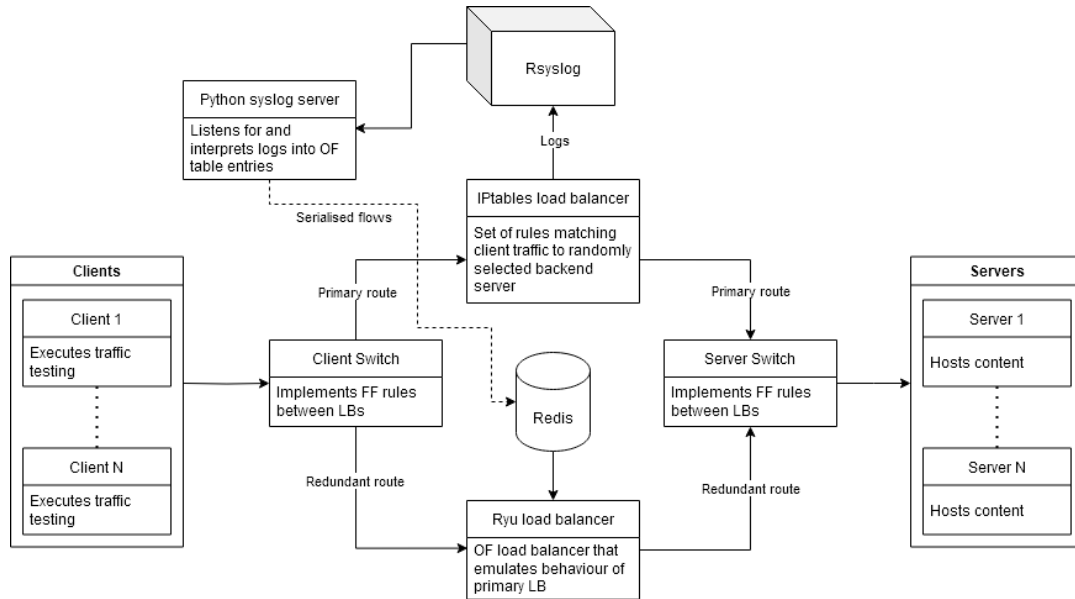 Rsyslog
Python syslog server
Listens for and
interprets logs into OF
table entries
Logs
Serialised flows
IPtables load balancer
Set of rules matching
client traffic to randomly
selected backend
server
Clients
Client 1
Executes traffic
testing
Client N
Executes traffic
testing
Primary route
Client Switch
Implements FF rules
between LBs
Redundant route
Redis
Ryu load balancer
OF load balancer that
emulates behaviour of
primary LB
Primary route
Server Switch
Implements FF rules
between LBs
Redundant route
Servers
Server 1
Hosts content
Server N
Hosts content